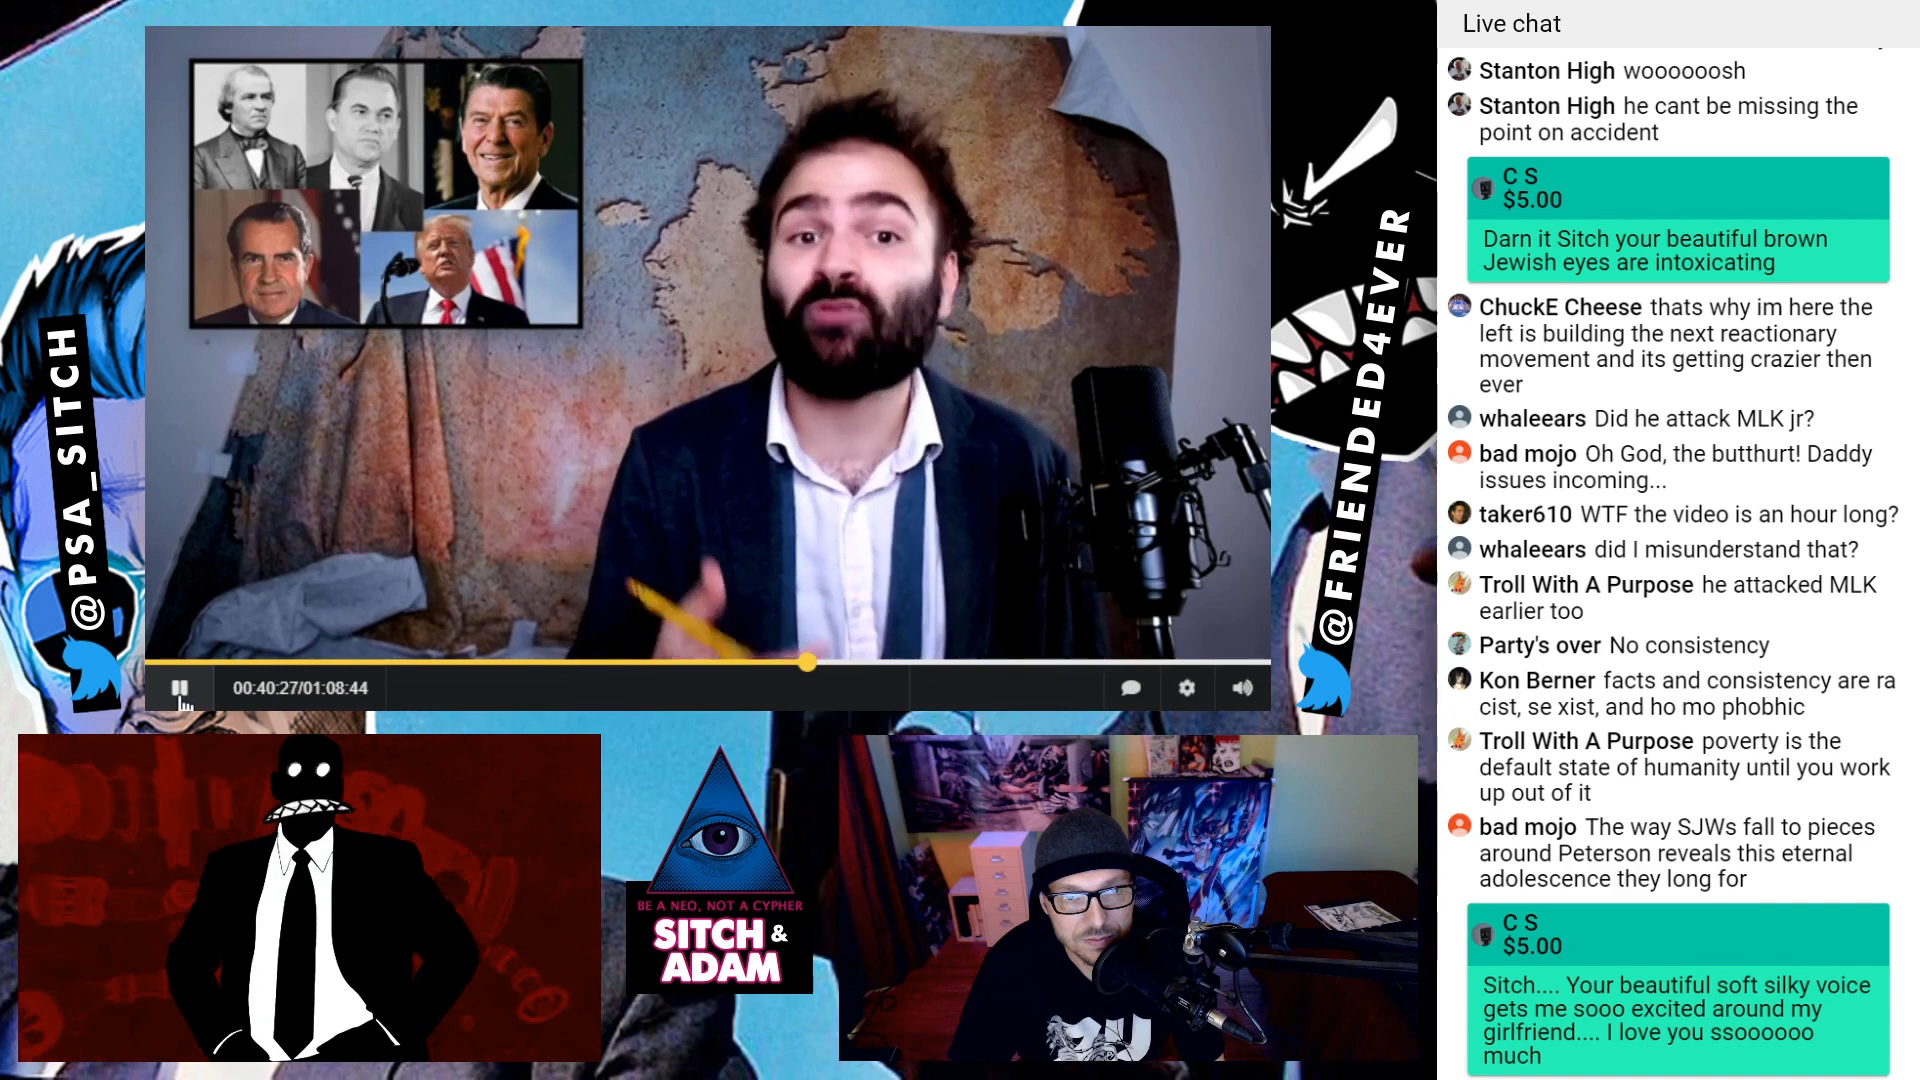 Live chat
Stanton High woooooosh
Stanton High he cant be missing the
point on accident
C S
$5.00
Darn it Sitch your beautiful brown
Jewish eyes are intoxicating
ChuckE Cheese thats why im here the
left is building the next reactionary
movement and its getting crazier then
ever
whaleears Did he attack MLK jr?
bad mojo Oh God, the butthurt! Daddy
issues incoming...
taker610 WTF the video is an hour long?
whaleears did I misunderstand that?
Troll With A Purpose he attacked MLK
earlier too
Party's over No consistency
Kon Berner facts and consistency are ra
cist, se xist, and ho mo phobhic
Troll With A Purpose poverty is the
default state of humanity until you work
up out of it
bad mojo The way SJWs fall to pieces
around Peterson reveals this eternal
adolescence they long for
C S
$5.00
Sitch.... Your beautiful soft silky voice
gets me sooo excited around my
girlfriend.... I love you ssoooooo
much
@PSA_SITCH
@FRIENDED4EVER
00:40:27/01:08:44
BE A NEO, NOT A CYPHER
SITCH &
ADAM